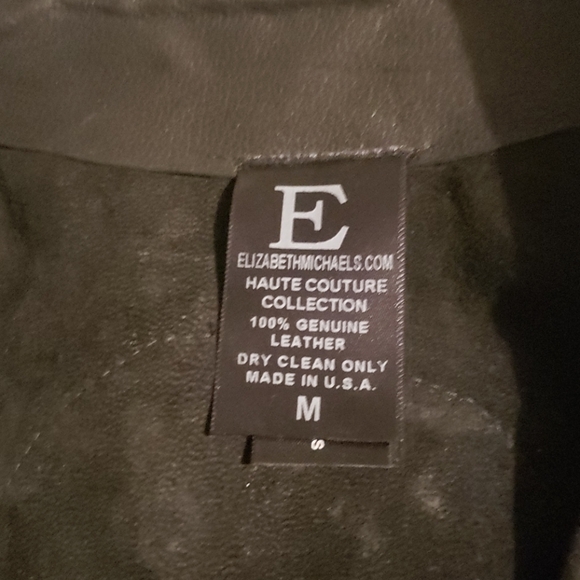 E
ELIZABETHMICHAELS.COM
HAUTE COUTURE
COLLECTION
100% GENUINE
LEATHER
DRY CLEAN ONLY
MADE IN U.S.A.
M
S